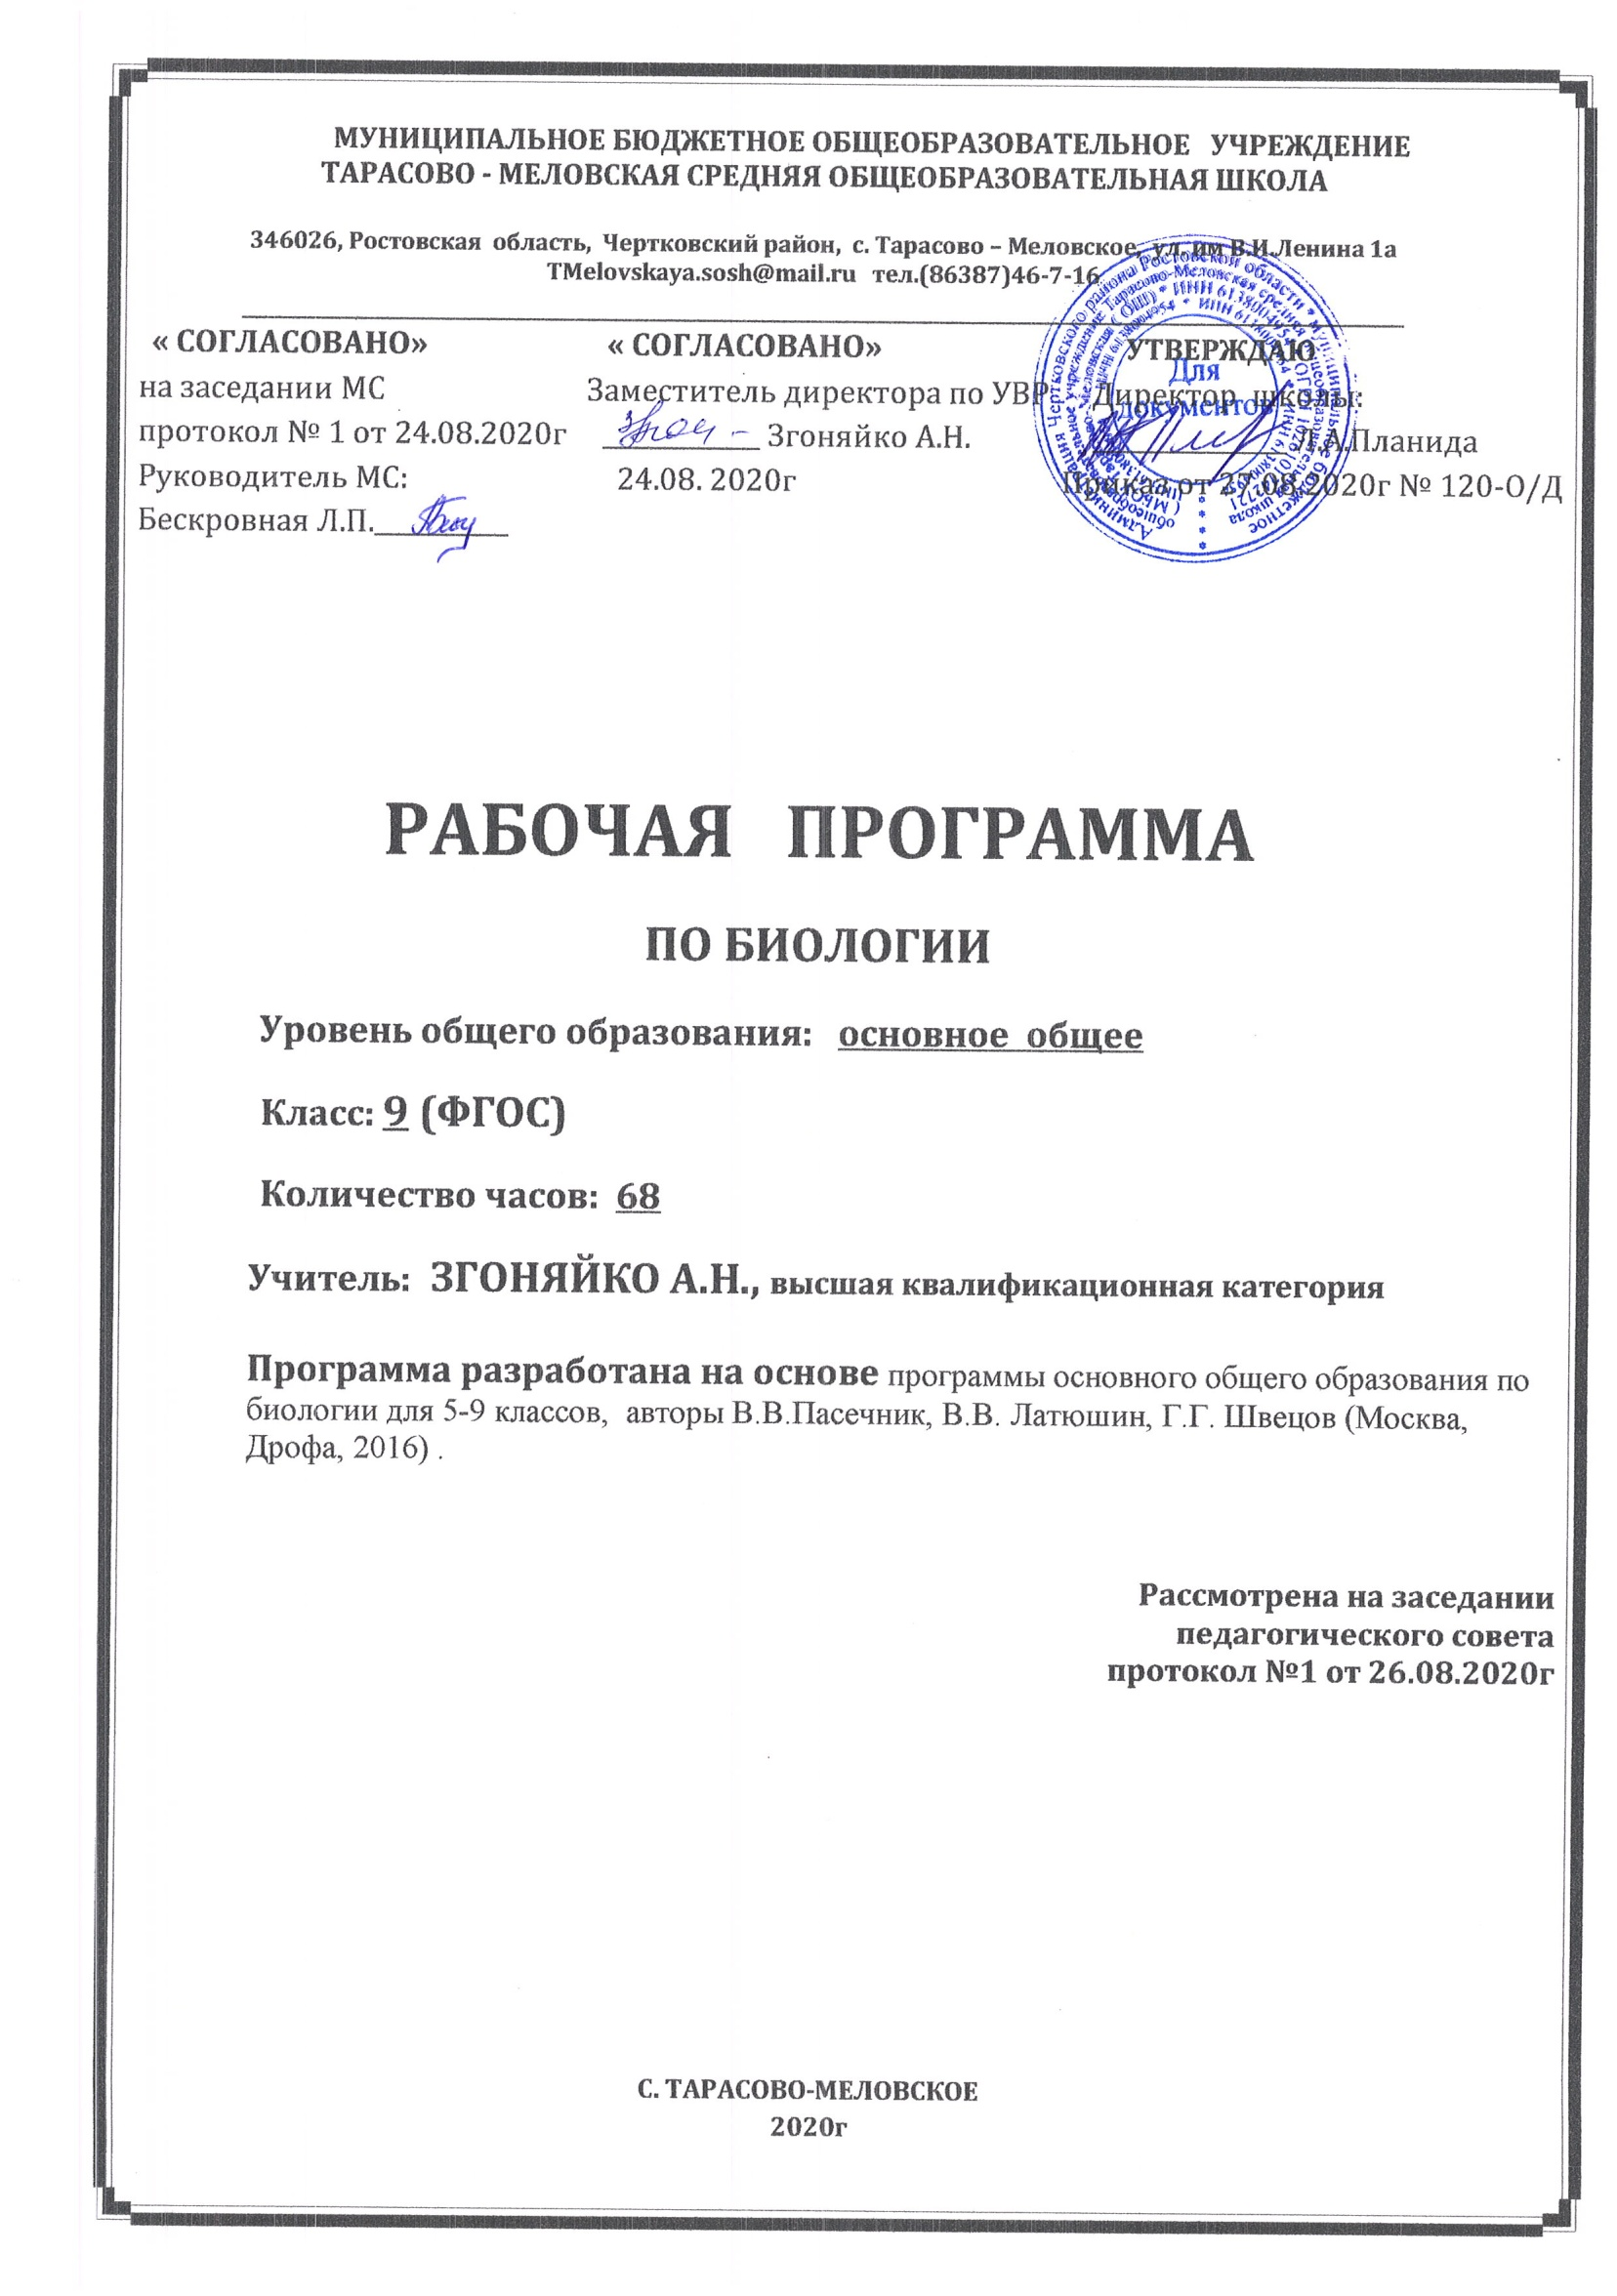 МУНИЦИПАЛЬНОЕ БЮДЖЕТНОЕ ОБЩЕОБРАЗОВАТЕЛЬНОЕ УЧРЕЖДЕНИЕ
ТАРАСОВО - МЕЛОВСКАЯ СРЕДНЯЯ ОБЩЕОБРАЗОВАТЕЛЬНАЯ ШКОЛА
346026, Ростовская область, Чертковский район, с. Тарасово – Меловское, ул. им В.И.Ленина 1а
TMelovskaya.sosh@mail.ru тел.(86387)46-7-16
« СОГЛАСОВАНО»
на заседании МС
протокол № 1 от 24.08.2020г
Руководитель МС:
Бескровная Л.П.
« СОГЛАСОВАНО»
Заместитель директора по УВР
Згоняйко А.Н.
24.08. 2020г
УТВЕРЖДАЮ
Директор школы:
Л.А.Планида
Приказ от 27.08.2020г № 120-О/Д
Для
документов
РАБОЧАЯ ПРОГРАММА
ПО БИОЛОГИИ
Уровень общего образования: основное общее
Класс: 9 (ФГОС)
Количество часов: 68
Учитель: ЗГОНЯЙКО А.Н., высшая квалификационная категория
Программа разработана на основе программы основного общего образования по
биологии для 5-9 классов, авторы В.В.Пасечник, В.В. Латюшин, Г.Г. Швецов (Москва,
Дрофа, 2016) .
Рассмотрена на заседании
педагогического совета
протокол №1 от 26.08.2020г
С. ТАРАСОВО-МЕЛОВСКОЕ
2020г